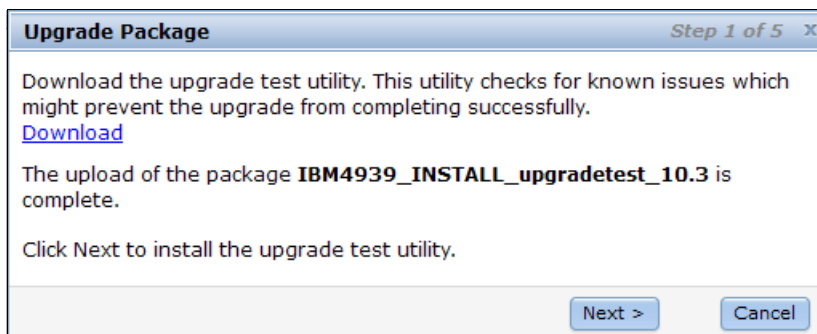 Upgrade Package Step 1 of 5 x
Download the upgrade test utility. This utility checks for known issues which
might prevent the upgrade from completing successfully.
Download
The upload of the package IBM4939_INSTALL_upgradetest_10.3 is
complete.
Click Next to install the upgrade test utility.
Next > Cancel